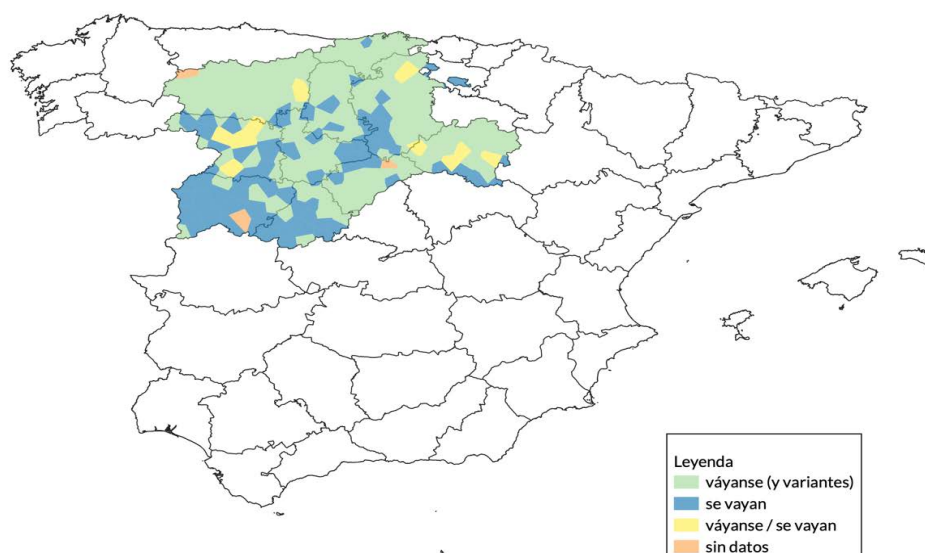 Leyenda
váyanse (y variantes)
se vayan
váyanse / se vayan
sin datos